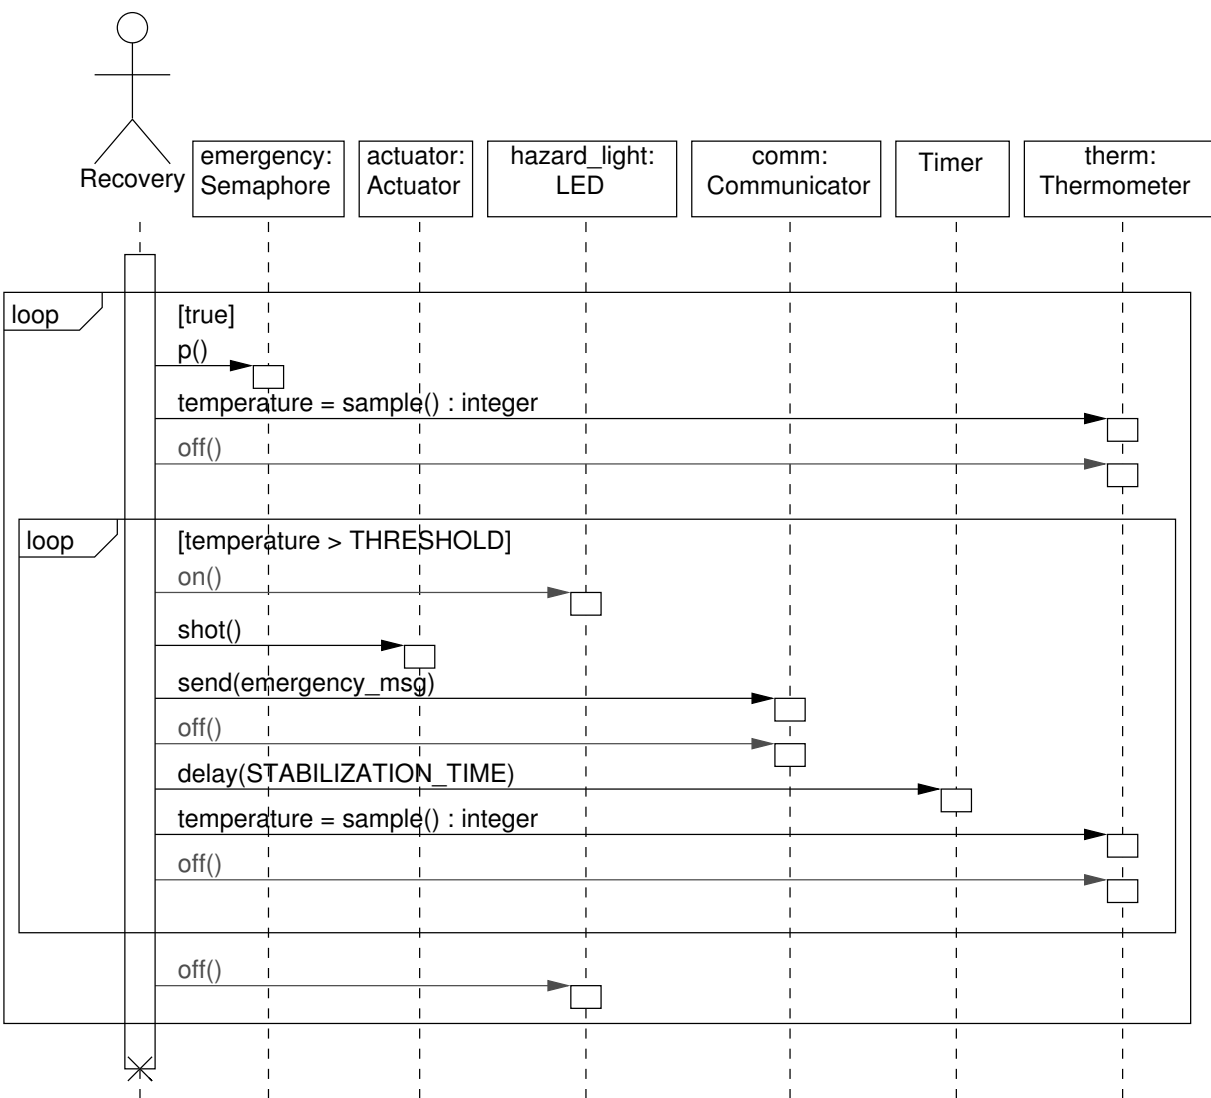 Recovery
emergency:
Semaphore
actuator:
Actuator
hazard_light:
LED
comm:
Communicator
Timer
therm:
Thermometer
loop
[true]
p()
temperature = sample() : integer
off()
loop
[temperature > THRESHOLD]
on()
shot()
send(emergency_msg)
off()
delay(STABILIZATION_TIME)
temperature = sample() : integer
off()
off()